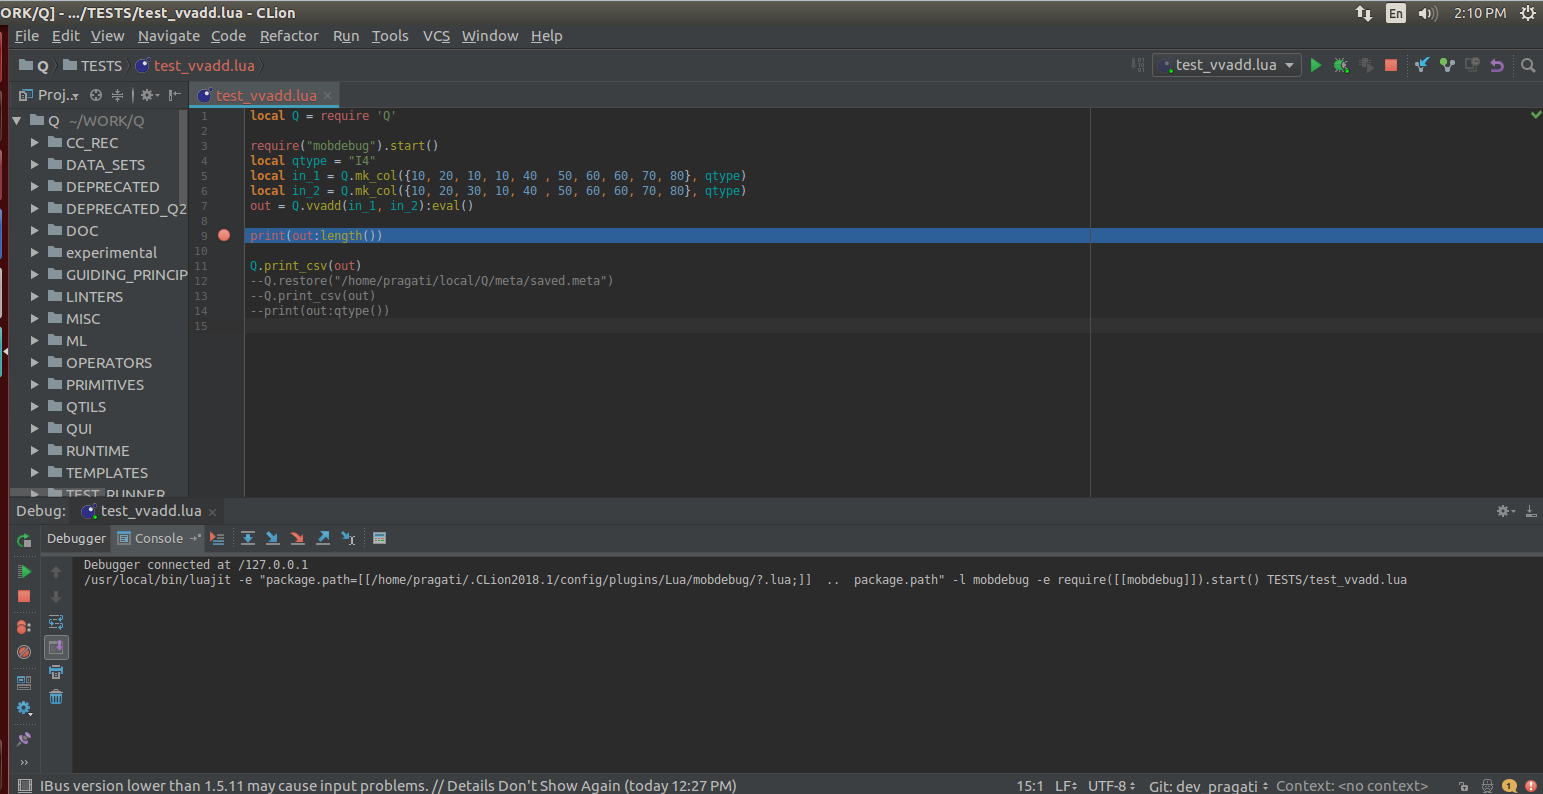 ORK/Q] - .../TESTS/test_vvadd.lua - CLion
En
2:10 PM
File Edit View Navigate Code Refactor Run Tools VCS Window Help
Q TESTS test_vvadd.lua
test_vvadd.lua
Proj...
test_vvadd.lua
Q ~/WORK/Q
CC_REC
DATA_SETS
DEPRECATED
DEPRECATED_Q2
DOC
experimental
GUIDING_PRINCIP
LINTERS
MISC
ML
OPERATORS
PRIMITIVES
QTILS
QUI
RUNTIME
TEMPLATES
TEST_RUNNER
1 local Q = require 'Q'
2
3 require("mobdebug").start()
4 local qtype = "I4"
5 local in_1 = Q.mk_col({10, 20, 10, 10, 40 , 50, 60, 60, 70, 80}, qtype)
6 local in_2 = Q.mk_col({10, 20, 30, 10, 40 , 50, 60, 60, 70, 80}, qtype)
7 out = Q.vvadd(in_1, in_2):eval()
8
9 print(out:length())
10
11 Q.print_csv(out)
12 --Q.restore("/home/pragati/local/Q/meta/saved.meta")
13 --Q.print_csv(out)
14 --print(out:qtype())
15
Debug: test_vvadd.lua
Debugger Console
Debugger connected at /127.0.0.1
/usr/local/bin/luajit -e "package.path=[[/home/pragati/.CLion2018.1/config/plugins/Lua/mobdebug/?.lua;]]  ..  package.path" -l mobdebug -e require([[mobdebug]]).start() TESTS/test_vvadd.lua
IBus version lower than 1.5.11 may cause input problems. // Details Don't Show Again (today 12:27 PM)
15:1 LF UTF-8 Git: dev_pragati Context: <no context> 1